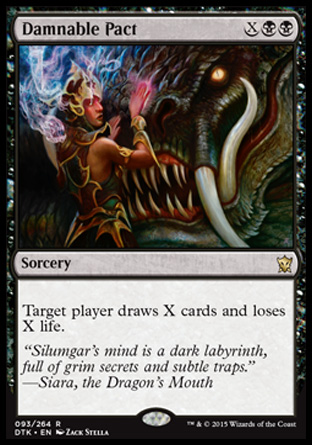 Damnable Pact X
Sorcery
Target player draws X cards and loses
X life.
“Silumgar’s mind is a dark labyrinth,
full of grim secrets and subtle traps.”
—Siara, the Dragon’s Mouth
093/264 R
DTK • EN Zack Stella
™ & © 2015 Wizards of the Coast